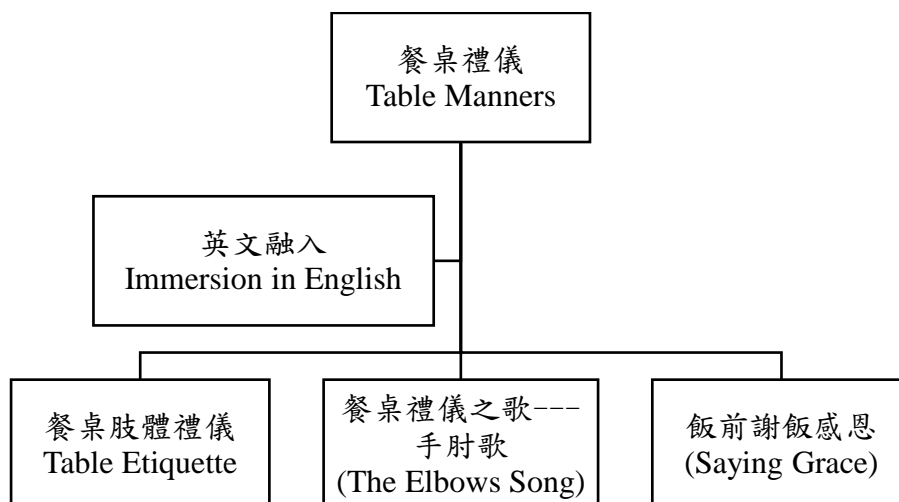 餐桌禮儀
Table Manners
英文融入
Immersion in English
餐桌肢體禮儀
Table Etiquette
餐桌禮儀之歌---
手肘歌
(The Elbows Song)
飯前謝飯感恩
(Saying Grace)